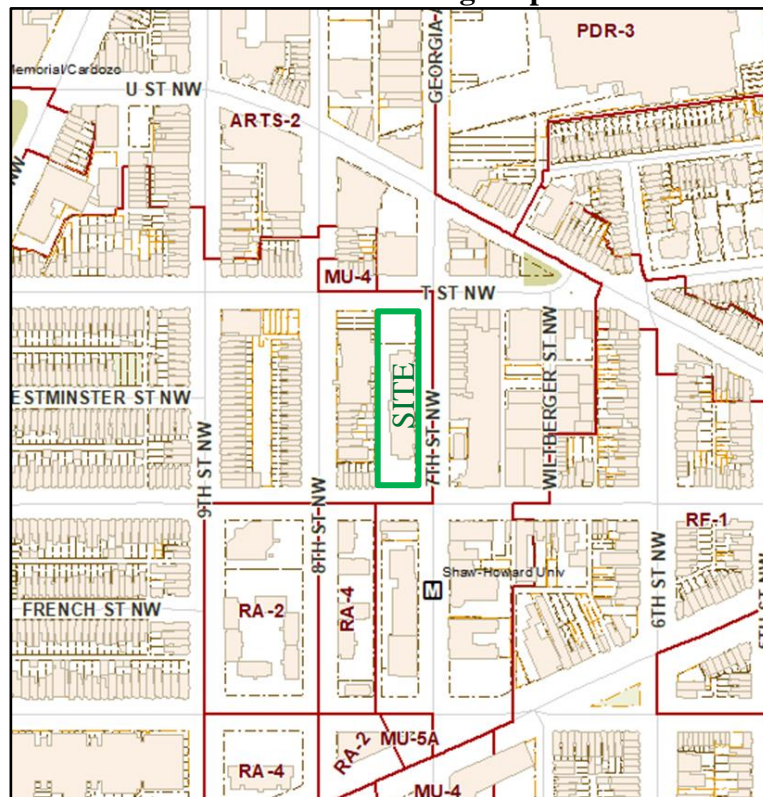 PDR-3
Memorial/Cardozo
U ST NW
GEORGIA A
ARTS-2
NW
MU-4
T ST NW
SITE
ESTMINSTER ST NW
7TH ST NW
WILTBERGER ST NW
9TH ST NW
8TH ST NW
RF-1
Shaw-Howard Univ
M
FRENCH ST NW
RA-2
RA-4
6TH ST NW
MU-5A
RA-2
RA-4
MU-4